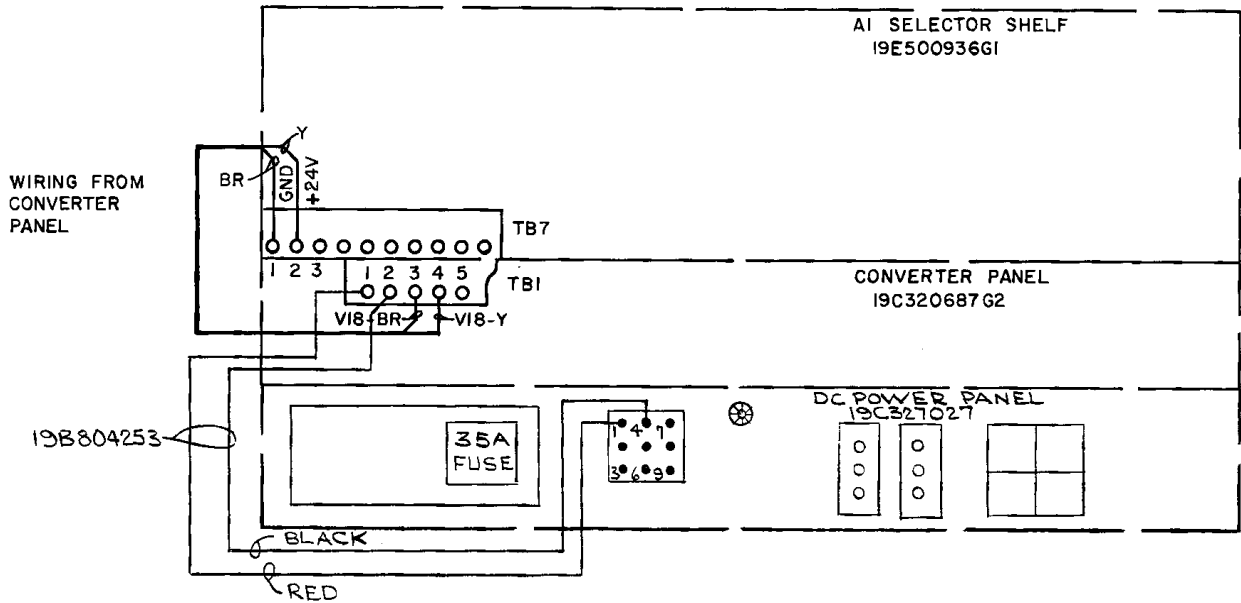 A1 SELECTOR SHELF
19E500936G1
Y
BR
GND
+24V
WIRING FROM
CONVERTER
PANEL
TB7
1 2 3 1 2 3 4 5
TB1
CONVERTER PANEL
19C320687G2
V18-BR V18-Y
DC POWER PANEL
19C327027
19B804253
35A
FUSE
1 4 7
3 6 9
BLACK
RED